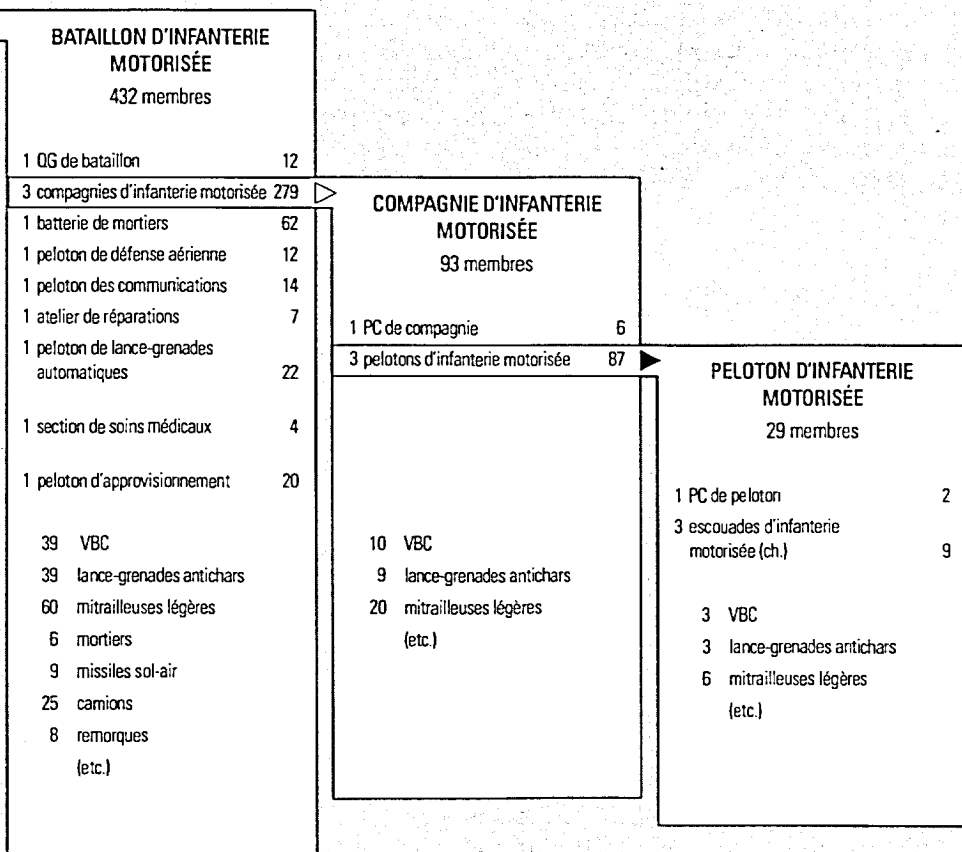 BATAILLON D'INFANTERIE
MOTORISÉE
432 membres
1 QG de bataillon 12
3 compagnies d'infanterie motorisée 279
1 batterie de mortiers 62
1 peloton de défense aérienne 12
1 peloton des communications 14
1 atelier de réparations 7
1 peloton de lance-grenades
automatiques 22
1 section de soins médicaux 4
1 peloton d'approvisionnement 20
39 VBC
39 lance-grenades antichars
60 mitrailleuses légères
6 mortiers
9 missiles sol-air
25 camions
8 remorques
(etc.)
COMPAGNIE D'INFANTERIE
MOTORISÉE
93 membres
1 PC de compagnie 6
3 pelotons d'infanterie motorisée 87
10 VBC
9 lance-grenades antichars
20 mitrailleuses légères
(etc.)
PELOTON D'INFANTERIE
MOTORISÉE
29 membres
1 PC de peloton 2
3 escouades d'infanterie
motorisée (ch.) 9
3 VBC
3 lance-grenades antichars
6 mitrailleuses légères
(etc.)